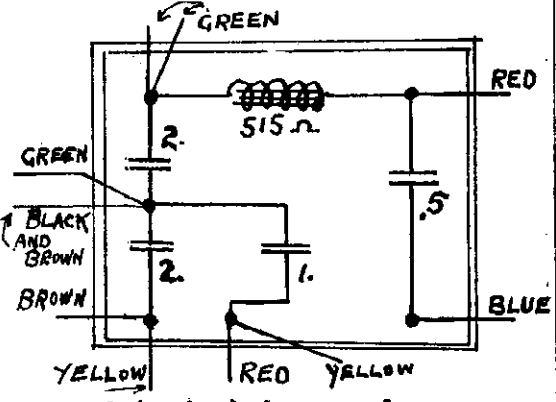 GREEN
RED
515 Ω
2.
GREEN
.5
BLACK
AND
BROWN
2.
1.
BROWN
BLUE
YELLOW
RED
YELLOW